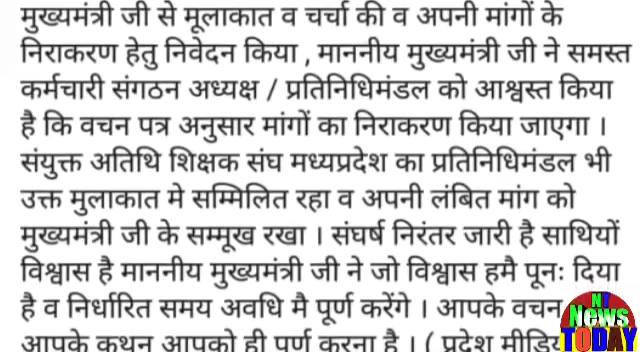 मुख्यमंत्री जी से मूलाकात व चर्चा की व अपनी मांगों के
निराकरण हेतु निवेदन किया , माननीय मुख्यमंत्री जी ने समस्त
कर्मचारी संगठन अध्यक्ष / प्रतिनिधिमंडल को आश्वस्त किया
है कि वचन पत्र अनुसार मांगों का निराकरण किया जाएगा ।
संयुक्त अतिथि शिक्षक संघ मध्यप्रदेश का प्रतिनिधिमंडल भी
उक्त मुलाकात मे सम्मिलित रहा व अपनी लंबित मांग को
मुख्यमंत्री जी के सम्मूख रखा । संघर्ष निरंतर जारी है साथियों
विश्वास है माननीय मुख्यमंत्री जी ने जो विश्वास हमै पूनः दिया
है व निर्धारित समय अवधि मै पूर्ण करेंगे । आपके वचन
आपके कथन आपको ही पूर्ण करना है । ( प्रदेश
NT
News
TODAY